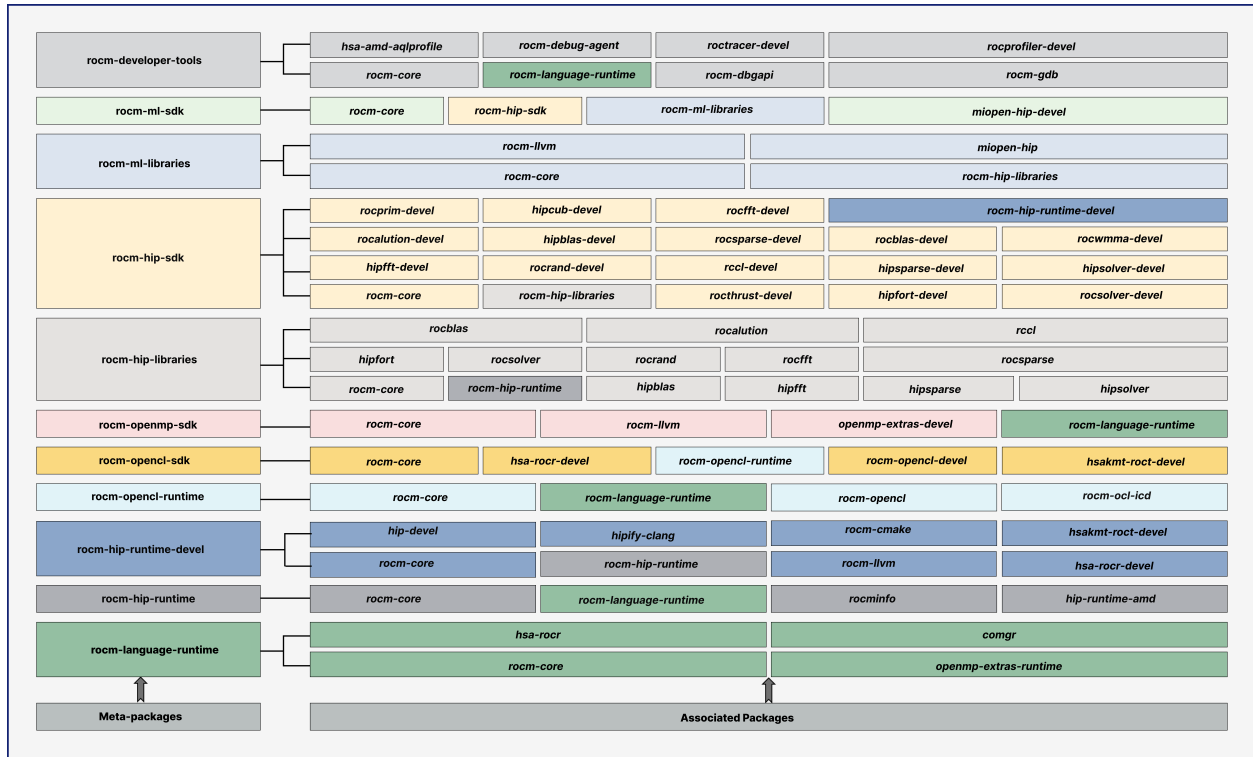 rocm-developer-tools
hsa-amd-aqlprofile
rocm-debug-agent
roctracer-devel
rocprofiler-devel
rocm-core
rocm-language-runtime
rocm-dbgapi
rocm-gdb
rocm-ml-sdk
rocm-core
rocm-hip-sdk
rocm-ml-libraries
miopen-hip-devel
rocm-ml-libraries
rocm-llvm
miopen-hip
rocm-core
rocm-hip-libraries
rocm-hip-sdk
rocprim-devel
hipcub-devel
rocfft-devel
rocm-hip-runtime-devel
rocalution-devel
hipblas-devel
rocsparse-devel
rocblas-devel
rocwmma-devel
hipfft-devel
rocrand-devel
rccl-devel
hipsparse-devel
hipsolver-devel
rocm-core
rocm-hip-libraries
rocthrust-devel
hipfort-devel
rocsolver-devel
rocm-hip-libraries
rocblas
rocalution
rccl
hipfort
rocsolver
rocrand
rocfft
rocsparse
rocm-core
rocm-hip-runtime
hipblas
hipfft
hipsparse
hipsolver
rocm-openmp-sdk
rocm-core
rocm-llvm
openmp-extras-devel
rocm-language-runtime
rocm-opencl-sdk
rocm-core
hsa-rocr-devel
rocm-opencl-runtime
rocm-opencl-devel
hsakmt-roct-devel
rocm-opencl-runtime
rocm-core
rocm-language-runtime
rocm-opencl
rocm-ocl-icd
rocm-hip-runtime-devel
hip-devel
hipify-clang
rocm-cmake
hsakmt-roct-devel
rocm-core
rocm-hip-runtime
rocm-llvm
hsa-rocr-devel
rocm-hip-runtime
rocm-core
rocm-language-runtime
rocminfo
hip-runtime-amd
rocm-language-runtime
hsa-rocr
comgr
rocm-core
openmp-extras-runtime
Meta-packages
Associated Packages